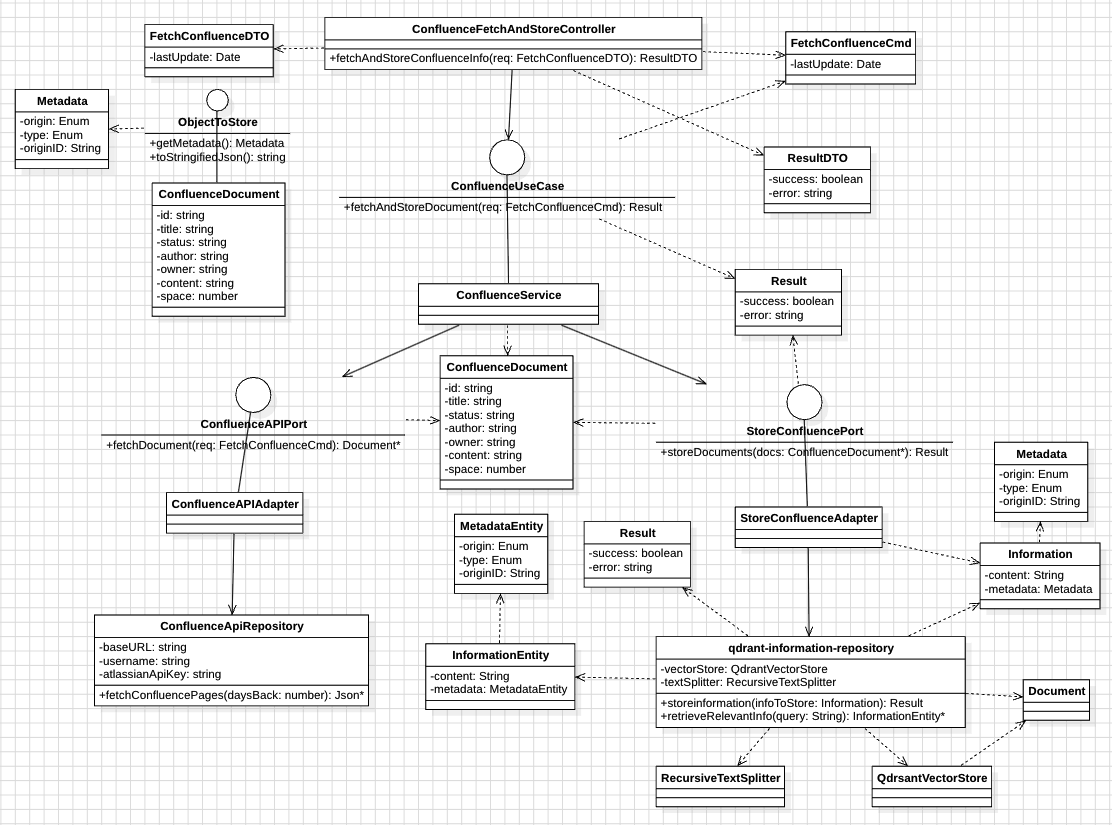 FetchConfluenceDTO
-lastUpdate: Date
ConfluenceFetchAndStoreController
+fetchAndStoreConfluenceInfo(req: FetchConfluenceDTO): ResultDTO
FetchConfluenceCmd
-lastUpdate: Date
Metadata
-origin: Enum
-type: Enum
-originID: String
ObjectToStore
+getMetadata(): Metadata
+toStringifiedJson(): string
ConfluenceDocument
-id: string
-title: string
-status: string
-author: string
-owner: string
-content: string
-space: number
ConfluenceUseCase
+fetchAndStoreDocument(req: FetchConfluenceCmd): Result
ResultDTO
-success: boolean
-error: string
Result
-success: boolean
-error: string
ConfluenceService
ConfluenceDocument
-id: string
-title: string
-status: string
-author: string
-owner: string
-content: string
-space: number
ConfluenceAPIPort
+fetchDocument(req: FetchConfluenceCmd): Document*
StoreConfluencePort
+storeDocuments(docs: ConfluenceDocument*): Result
Metadata
-origin: Enum
-type: Enum
-originID: String
ConfluenceAPIAdapter
MetadataEntity
-origin: Enum
-type: Enum
-originID: String
Result
-success: boolean
-error: string
StoreConfluenceAdapter
Information
-content: String
-metadata: Metadata
ConfluenceApiRepository
-baseURL: string
-username: string
-atlassianApiKey: string
+fetchConfluencePages(daysBack: number): Json*
InformationEntity
-content: String
-metadata: MetadataEntity
qdrant-information-repository
-vectorStore: QdrantVectorStore
-textSplitter: RecursiveTextSplitter
+storeinformation(infoToStore: Information): Result
+retrieveRelevantInfo(query: String): InformationEntity*
Document
RecursiveTextSplitter
QdrsantVectorStore